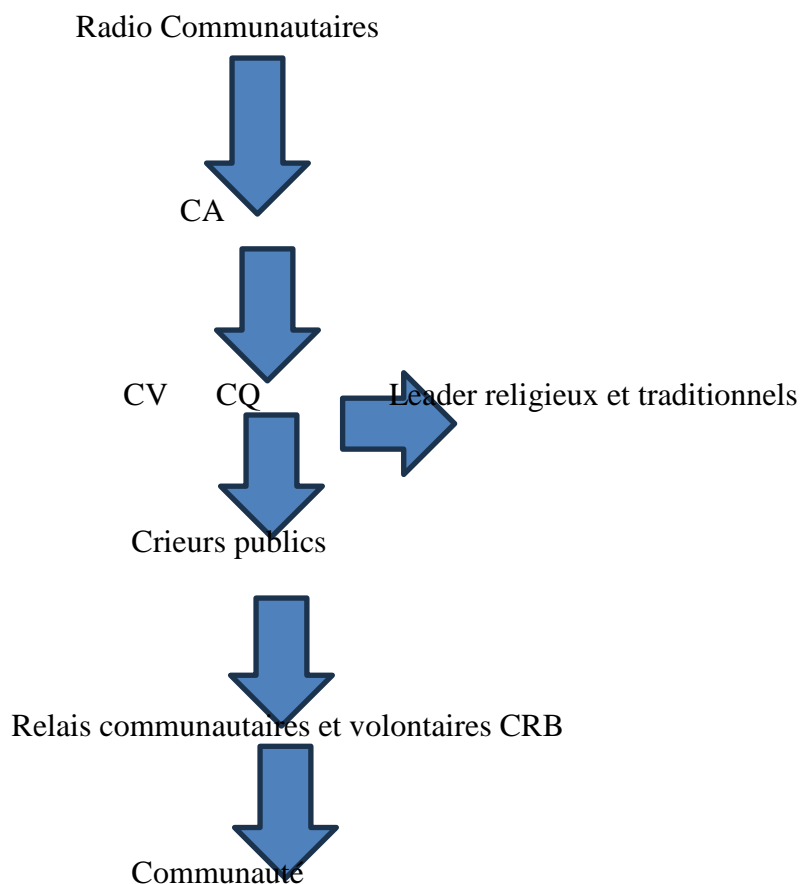 Radio Communautaires
CA
CV CQ Leader religieux et traditionnels
Crieurs publics
Relais communautaires et volontaires CRB
Communauté